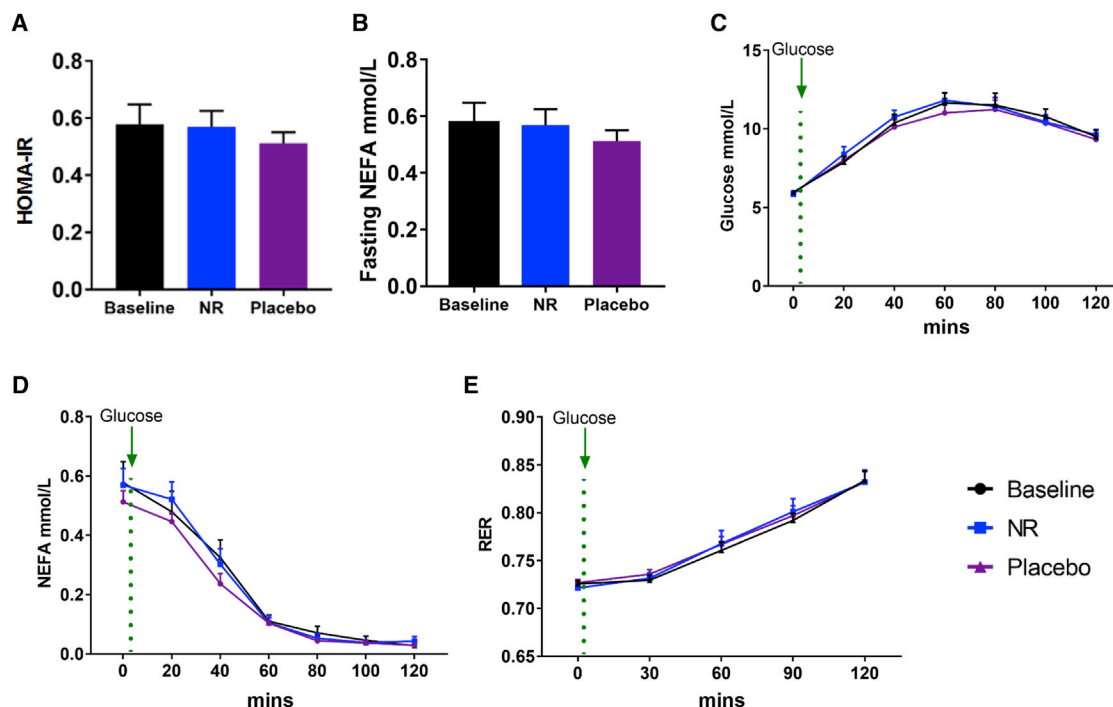 A
HOMA-IR
0.8
0.6
0.4
0.2
0.0
Baseline NR Placebo
B
Fasting NEFA mmol/L
0.8
0.6
0.4
0.2
0.0
Baseline NR Placebo
C
Glucose
Glucose mmol/L
15
10
5
0
0 20 40 60 80 100 120
mins
D
Glucose
NEFA mmol/L
0.8
0.6
0.4
0.2
0.0
0 20 40 60 80 100 120
mins
E
Glucose
RER
0.90
0.85
0.80
0.75
0.70
0.65
0 30 60 90 120
mins
Baseline
NR
Placebo